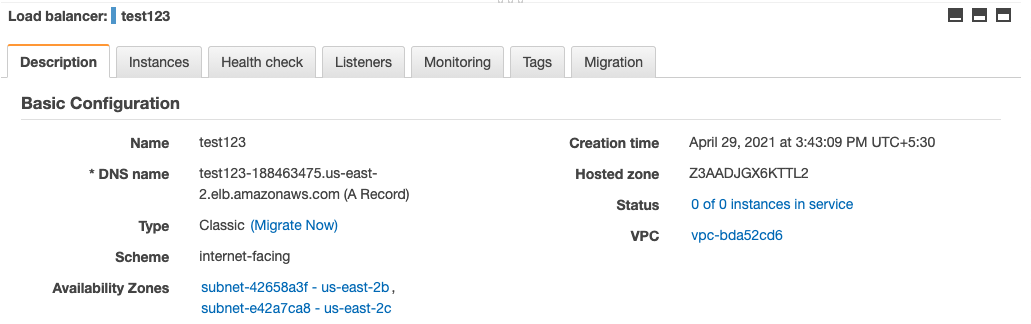 Load balancer: test123
Description Instances Health check Listeners Monitoring Tags Migration
Basic Configuration
Name test123
* DNS name test123-188463475.us-east-
2.elb.amazonaws.com (A Record)
Type Classic (Migrate Now)
Scheme internet-facing
Availability Zones subnet-42658a3f - us-east-2b,
subnet-e42a7ca8 - us-east-2c
Creation time April 29, 2021 at 3:43:09 PM UTC+5:30
Hosted zone Z3AADJGX6KTTL2
Status 0 of 0 instances in service
VPC vpc-bda52cd6